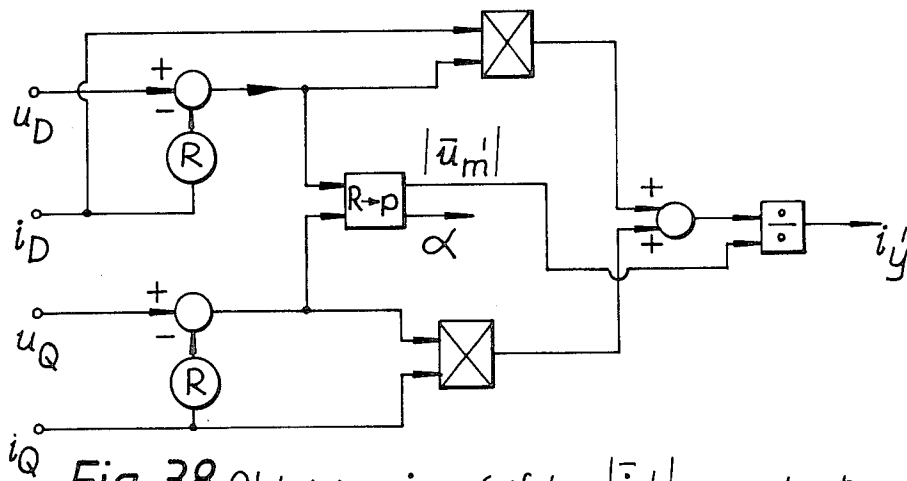 +
−
u_D
R
i_D
|ū_m'|
R→p
α
+
+
÷
i_y'
+
−
u_Q
R
i_Q
Fig. 38